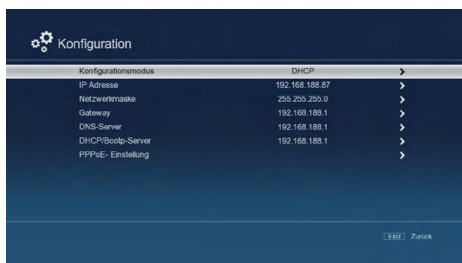 Konfiguration
Konfigurationsmodus DHCP
IP Adresse 192.168.188.87
Netzwerkmaske 255.255.255.0
Gateway 192.168.188.1
DNS-Server 192.168.188.1
DHCP/Bootp-Server 192.168.188.1
PPPoE- Einstellung
EXIT Zurück